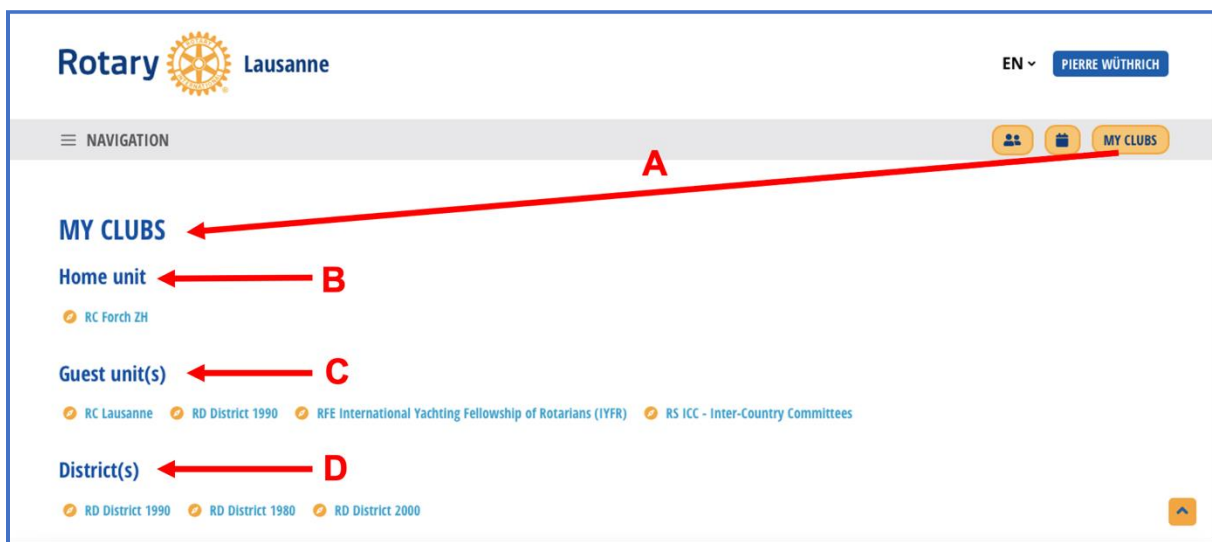 Rotary Lausanne
EN PIERRE WÜTHRICH
NAVIGATION MY CLUBS
A
MY CLUBS
Home unit B
RC Forch ZH
Guest unit(s) C
RC Lausanne RD District 1990 RFE International Yachting Fellowship of Rotarians (IYFR) RS ICC - Inter-Country Committees
District(s) D
RD District 1990 RD District 1980 RD District 2000